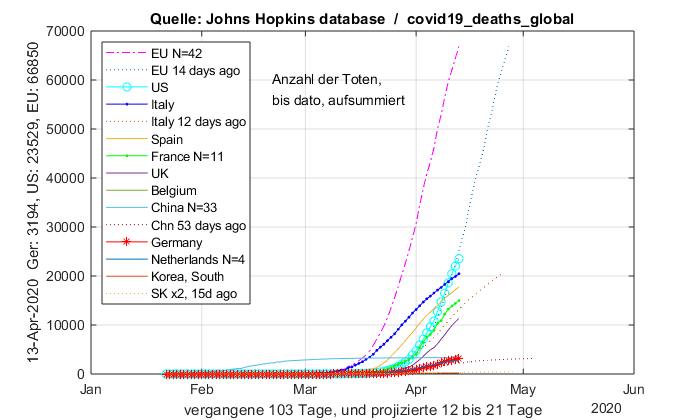 Quelle: Johns Hopkins database / covid19_deaths_global
13-Apr-2020 Ger: 3194, US: 23529, EU: 66850
70000
60000
50000
40000
30000
20000
10000
0
EU N=42
EU 14 days ago
US
Italy
Italy 12 days ago
Spain
France N=11
UK
Belgium
China N=33
Chn 53 days ago
Germany
Netherlands N=4
Korea, South
SK x2, 15d ago
Anzahl der Toten,
bis dato, aufsummiert
Jan Feb Mar Apr May Jun
vergangene 103 Tage, und projizierte 12 bis 21 Tage
2020